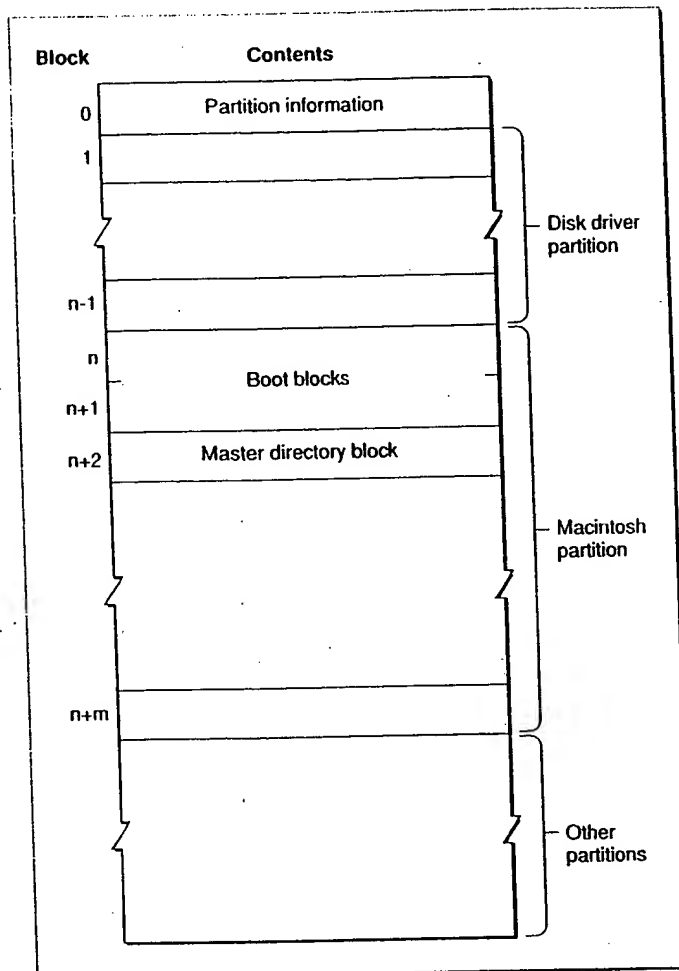 Block Contents
0 Partition information
1
Disk driver
partition
n-1
n
Boot blocks
n+1
n+2 Master directory block
Macintosh
partition
n+m
Other
partitions